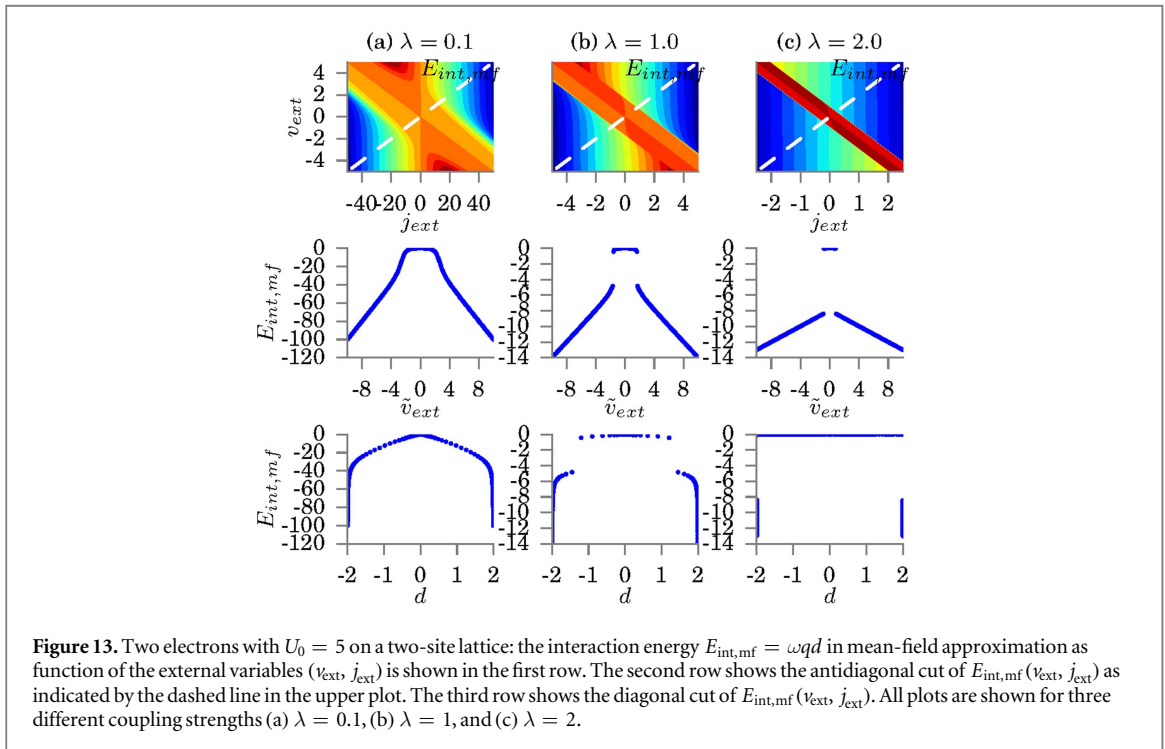 (a) λ = 0.1 (b) λ = 1.0 (c) λ = 2.0
E_{int,mf} E_{int,mf} E_{int,mf}
v_{ext}
4
2
0
-2
-4
-40 -20 0 20 40 -4 -2 0 2 4 -2 -1 0 1 2
j_{ext} j_{ext} j_{ext}
E_{int,mf}
0 0 0
-20 -2 -2
-40 -4 -4
-60 -6 -6
-80 -8 -8
-100 -10 -10
-120 -12 -12
-14 -14
-8 -4 0 4 8 -8 -4 0 4 8 -8 -4 0 4 8
ṽ_{ext} ṽ_{ext} ṽ_{ext}
E_{int,mf}
0 0 0
-20 -2 -2
-40 -4 -4
-60 -6 -6
-80 -8 -8
-100 -10 -10
-120 -12 -12
-14 -14
-2 -1 0 1 2 -2 -1 0 1 2 -2 -1 0 1 2
d d d
Figure 13. Two electrons with U₀ = 5 on a two-site lattice: the interaction energy E_{int,mf} = ωqd in mean-field approximation as
function of the external variables (v_{ext}, j_{ext}) is shown in the first row. The second row shows the antidiagonal cut of E_{int,mf} (v_{ext}, j_{ext}) as
indicated by the dashed line in the upper plot. The third row shows the diagonal cut of E_{int,mf} (v_{ext}, j_{ext}). All plots are shown for three
different coupling strengths (a) λ = 0.1, (b) λ = 1, and (c) λ = 2.